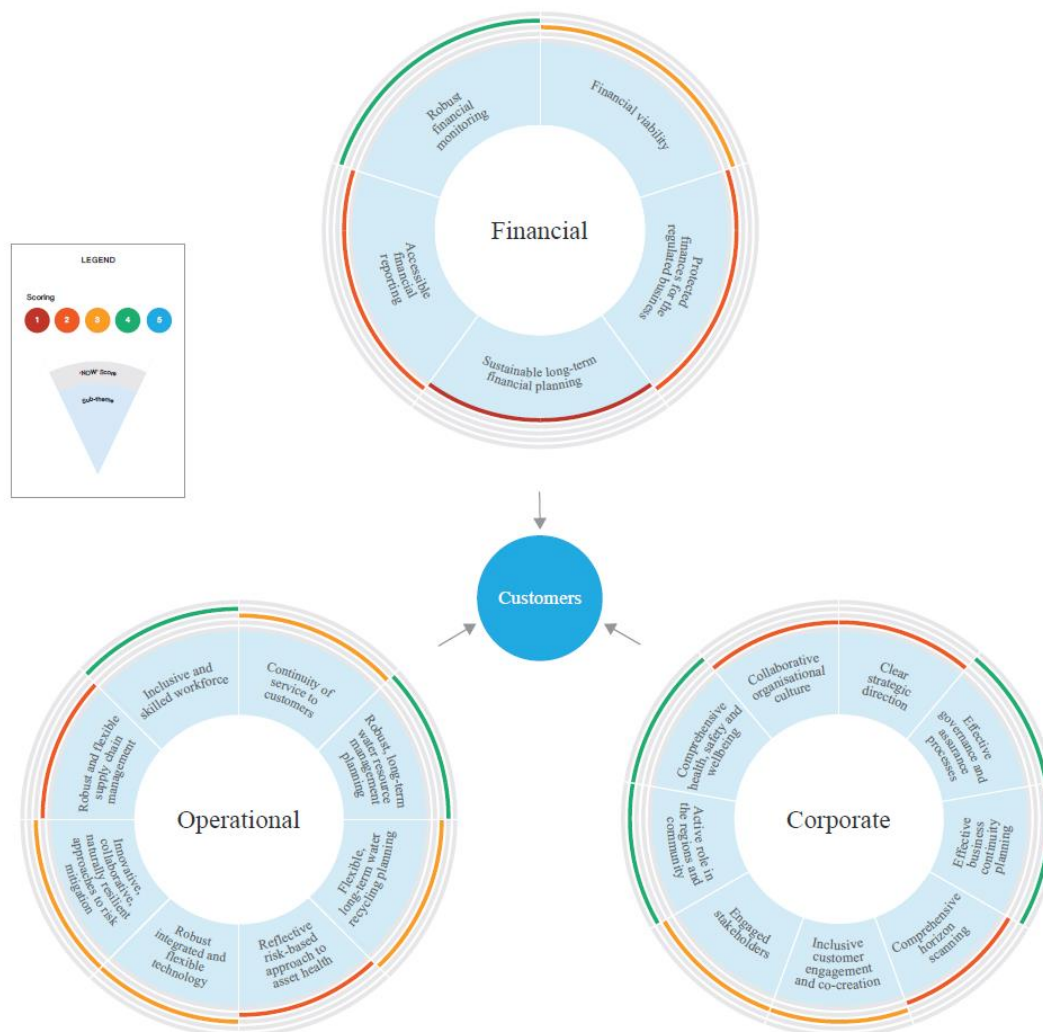 Robust
financial
monitoring
Financial viability
Protected
finances for the
regulated business
Sustainable long-term
financial planning
Accessible
financial
reporting
Financial
LEGEND
Scoring
1 2 3 4 5
'NOW' Score
Sub-theme
Customers
Inclusive and
skilled workforce
Continuity of
service to
customers
Robust, long-term
water resource
management
planning
Flexible,
long-term water
recycling planning
Reflective
risk-based
approach to
asset health
Robust
integrated and
flexible
technology
Innovative,
collaborative,
naturally resilient
approaches to risk
mitigation
Robust and flexible
supply chain
management
Operational
Collaborative
organisational
culture
Clear
strategic
direction
Effective
governance and
assurance
processes
Effective
business
continuity
planning
Comprehensive
horizon
scanning
Inclusive
customer
engagement
and co-creation
Engaged
stakeholders
Active role in
the regions and
community
Comprehensive
health, safety and
wellbeing
Corporate